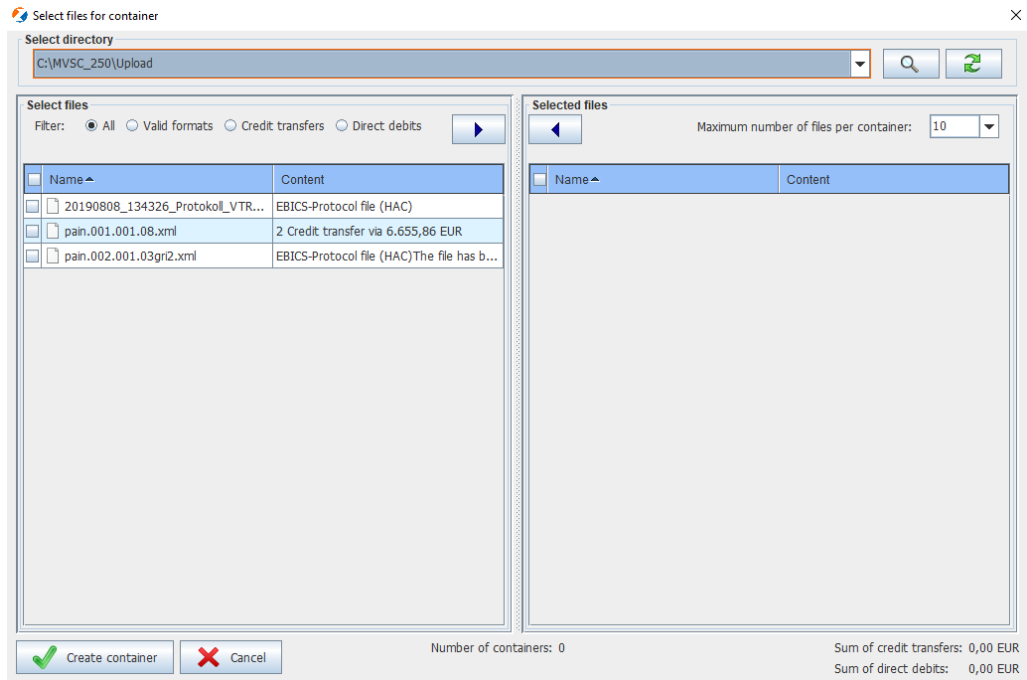 Select files for container
Select directory
C:\MVSC_250\Upload
Select files
Filter: All Valid formats Credit transfers Direct debits
Name Content
20190808_134326_Protokoll_VTR... EBICS-Protocol file (HAC)
pain.001.001.08.xml 2 Credit transfer via 6.655,86 EUR
pain.002.001.03gri2.xml EBICS-Protocol file (HAC)The file has b...
Selected files
Maximum number of files per container: 10
Name Content
Create container Cancel
Number of containers: 0
Sum of credit transfers: 0,00 EUR
Sum of direct debits: 0,00 EUR